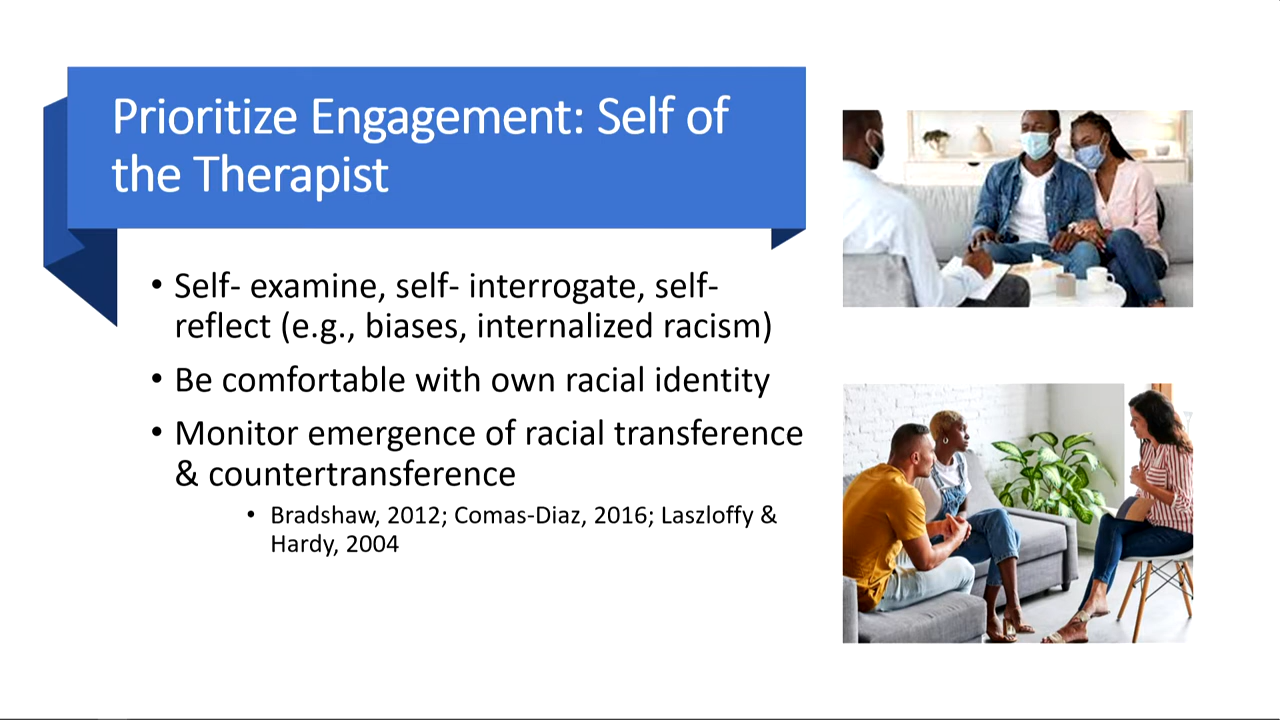 Prioritize Engagement: Self of
the Therapist
• Self- examine, self- interrogate, self-
reflect (e.g., biases, internalized racism)
• Be comfortable with own racial identity
• Monitor emergence of racial transference
& countertransference
• Bradshaw, 2012; Comas-Diaz, 2016; Laszloffy &
Hardy, 2004